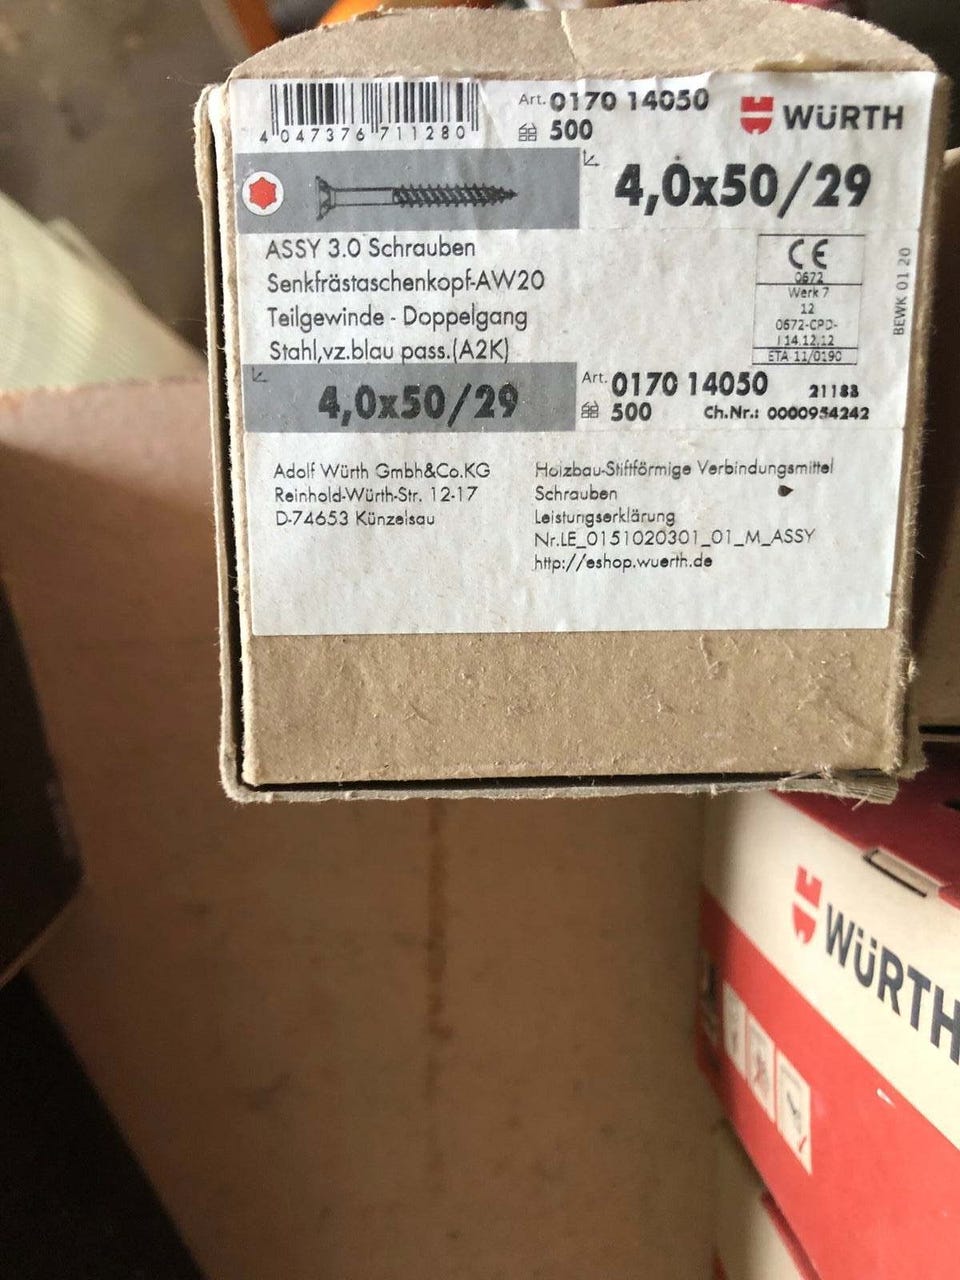 4 047376 711280
Art. 0170 14050
500
WÜRTH
4,0x50/29
ASSY 3.0 Schrauben
Senkfrästaschenkopf-AW20
Teilgewinde - Doppelgang
Stahl,vz.blau pass.(A2K)
CE
0672
Werk 7
12
0672-CPD-
I 14.12.12
ETA 11/0190
BEWK 01 20
4,0x50/29
Art. 0170 14050
21183
500
Ch.Nr.: 0000954242
Adolf Würth Gmbh&Co.KG
Reinhold-Würth-Str. 12-17
D-74653 Künzelsau
Holzbau-Stiftförmige Verbindungsmittel
Schrauben
Leistungserklärung
Nr.LE_0151020301_01_M_ASSY
http://eshop.wuerth.de
WÜRTH